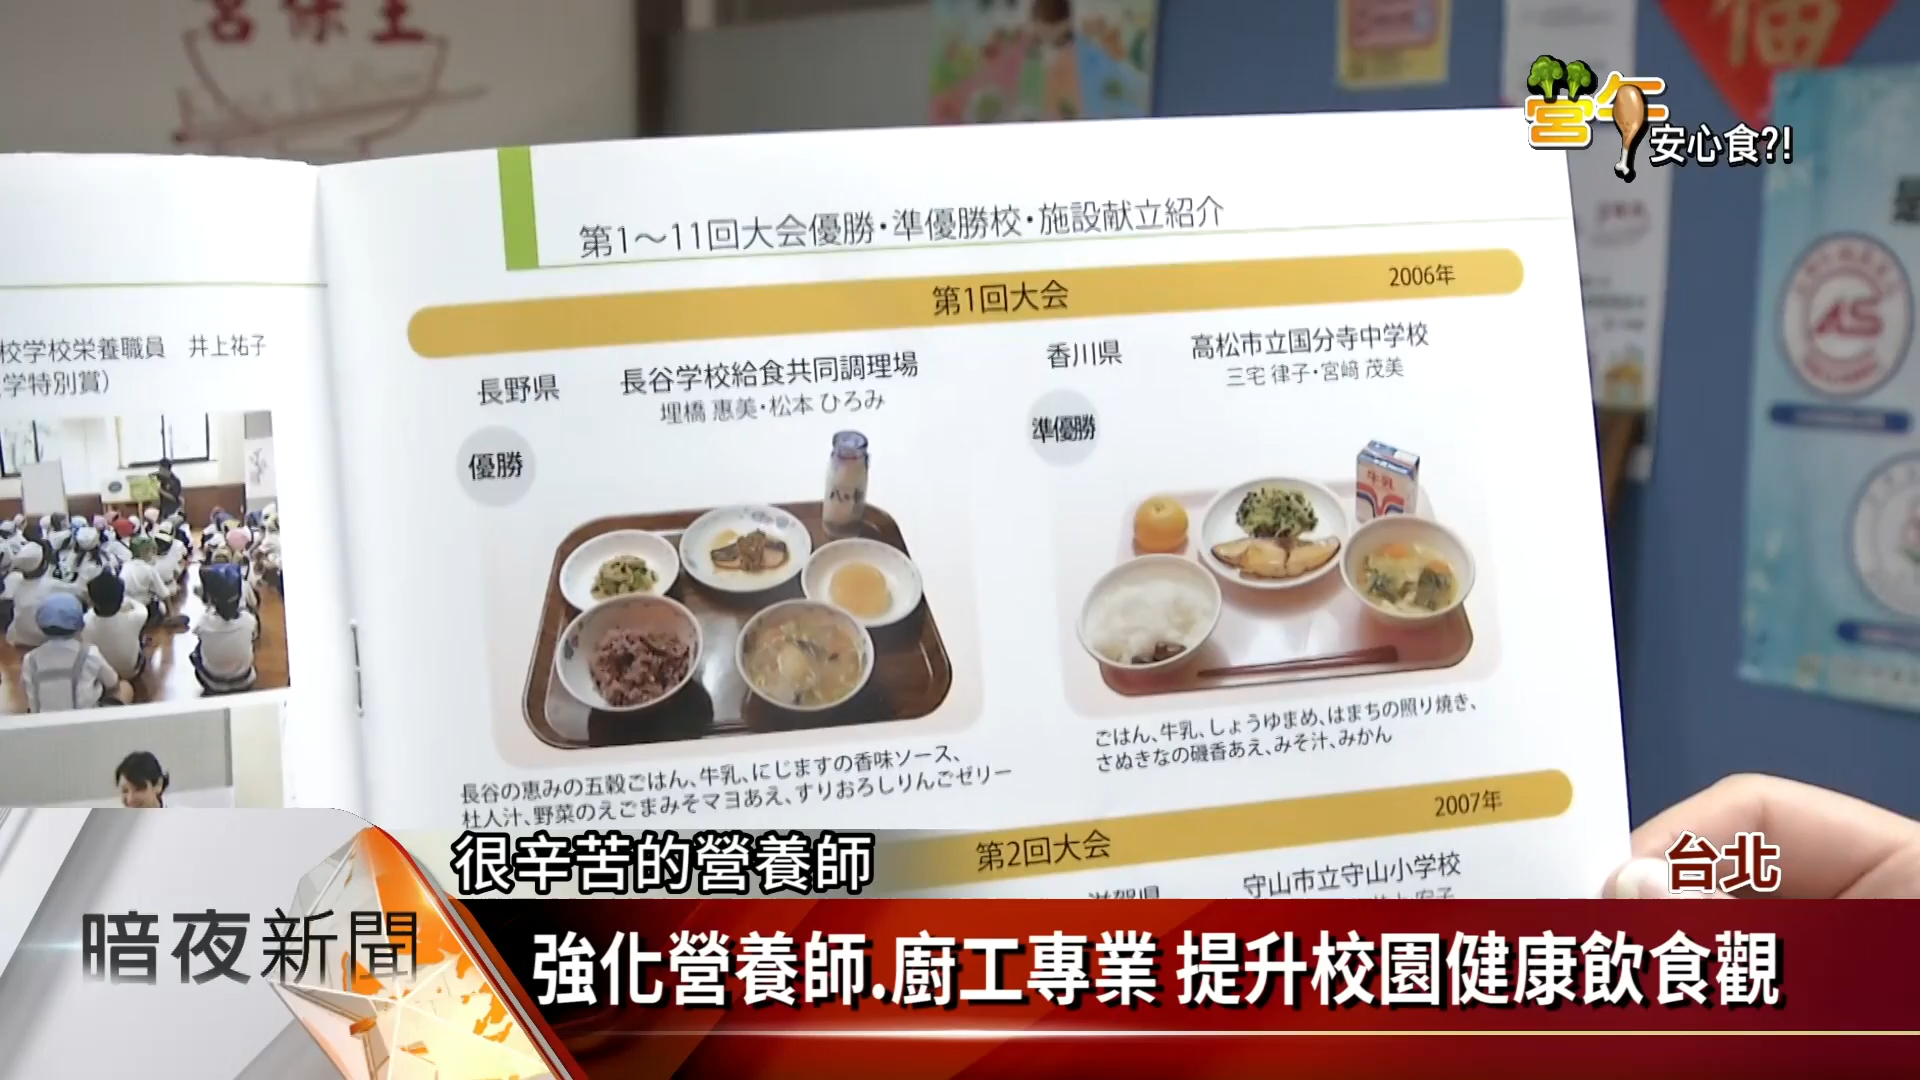 營午安心食?!
第1～11回大会優勝・準優勝校・施設献立紹介
第1回大会
2006年
校学校栄養職員 井上祐子
学特別賞)
長野県
長谷学校給食共同調理場
埋橋 惠美・松本 ひろみ
優勝
香川県
高松市立国分寺中学校
三宅 律子・宮﨑 茂美
準優勝
牛乳
長谷の恵みの五穀ごはん、牛乳、にじますの香味ソース、
杜人汁、野菜のえごまみそマヨあえ、すりおろしりんごゼリー
ごはん、牛乳、しょうゆまめ、はまちの照り焼き、
さぬきなの磯香あえ、みそ汁、みかん
第2回大会
2007年
滋賀県
守山市立守山小学校
很辛苦的營養師
台北
暗夜新聞
強化營養師.廚工專業 提升校園健康飲食觀